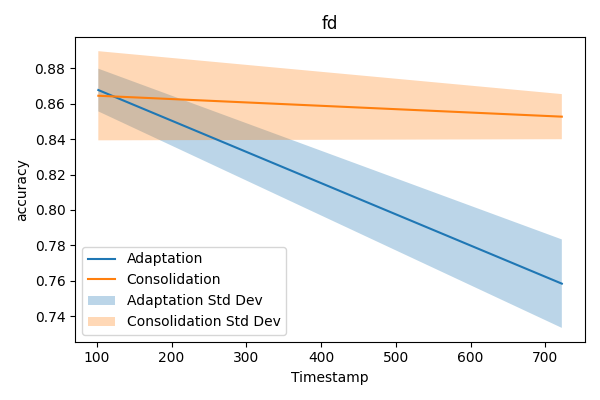 fd
accuracy
0.88
0.86
0.84
0.82
0.80
0.78
0.76
0.74
Adaptation
Consolidation
Adaptation Std Dev
Consolidation Std Dev
100 200 300 400 500 600 700
Timestamp